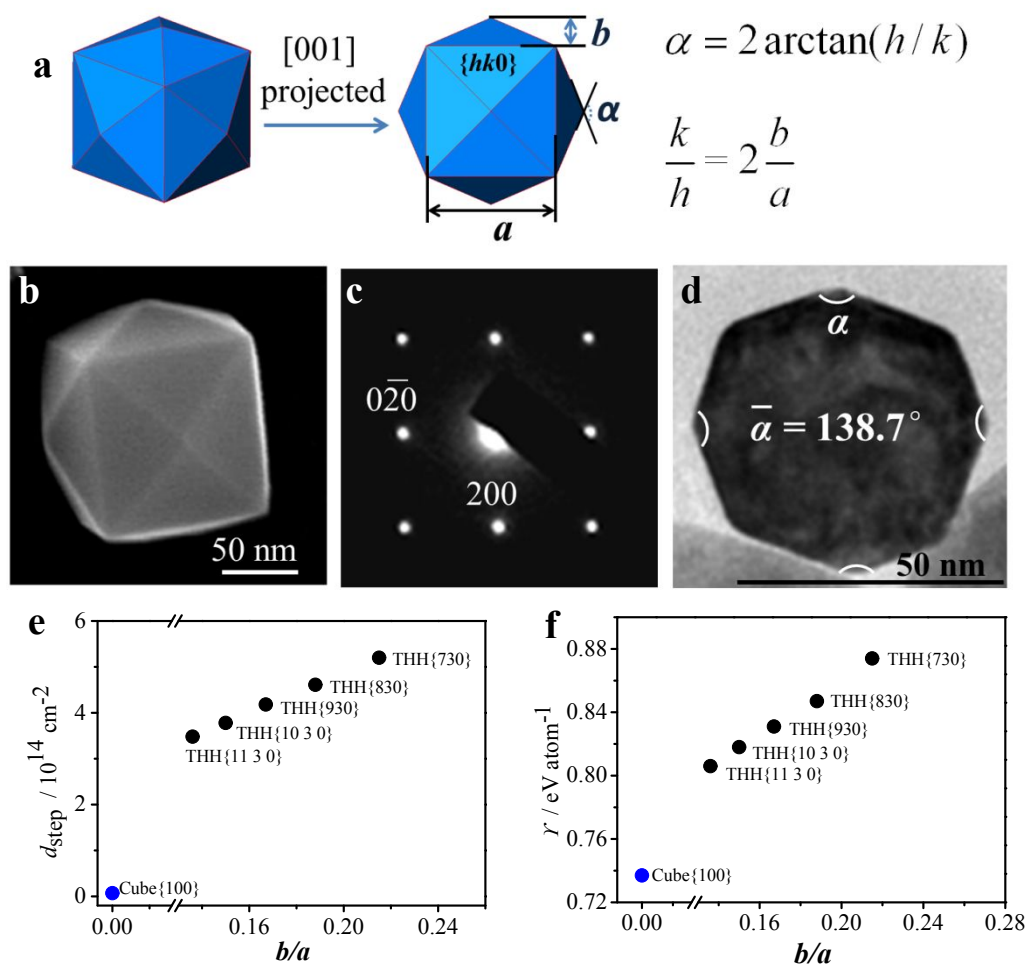 a
[001]
projected
{hk0}
b
α
a
α = 2 arctan(h / k)
k/h = 2 b/a
b
50 nm
c
02̅0
200
d
α
α̅ = 138.7°
50 nm
e
6
4
2
0
d_step / 10^14 cm^-2
THH{730}
THH{830}
THH{930}
THH{10 3 0}
THH{11 3 0}
Cube{100}
0.00
0.16
0.20
0.24
b/a
f
0.88
0.84
0.80
0.76
0.72
r / eV atom^-1
THH{730}
THH{830}
THH{930}
THH{10 3 0}
THH{11 3 0}
Cube{100}
0.00
0.16
0.20
0.24
0.28
b/a